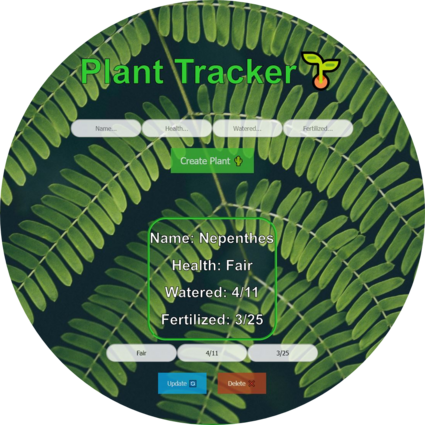 Plant Tracker
Name... Health... Watered... Fertilized...
Create Plant
Name: Nepenthes
Health: Fair
Watered: 4/11
Fertilized: 3/25
Fair 4/11 3/25
Update Delete